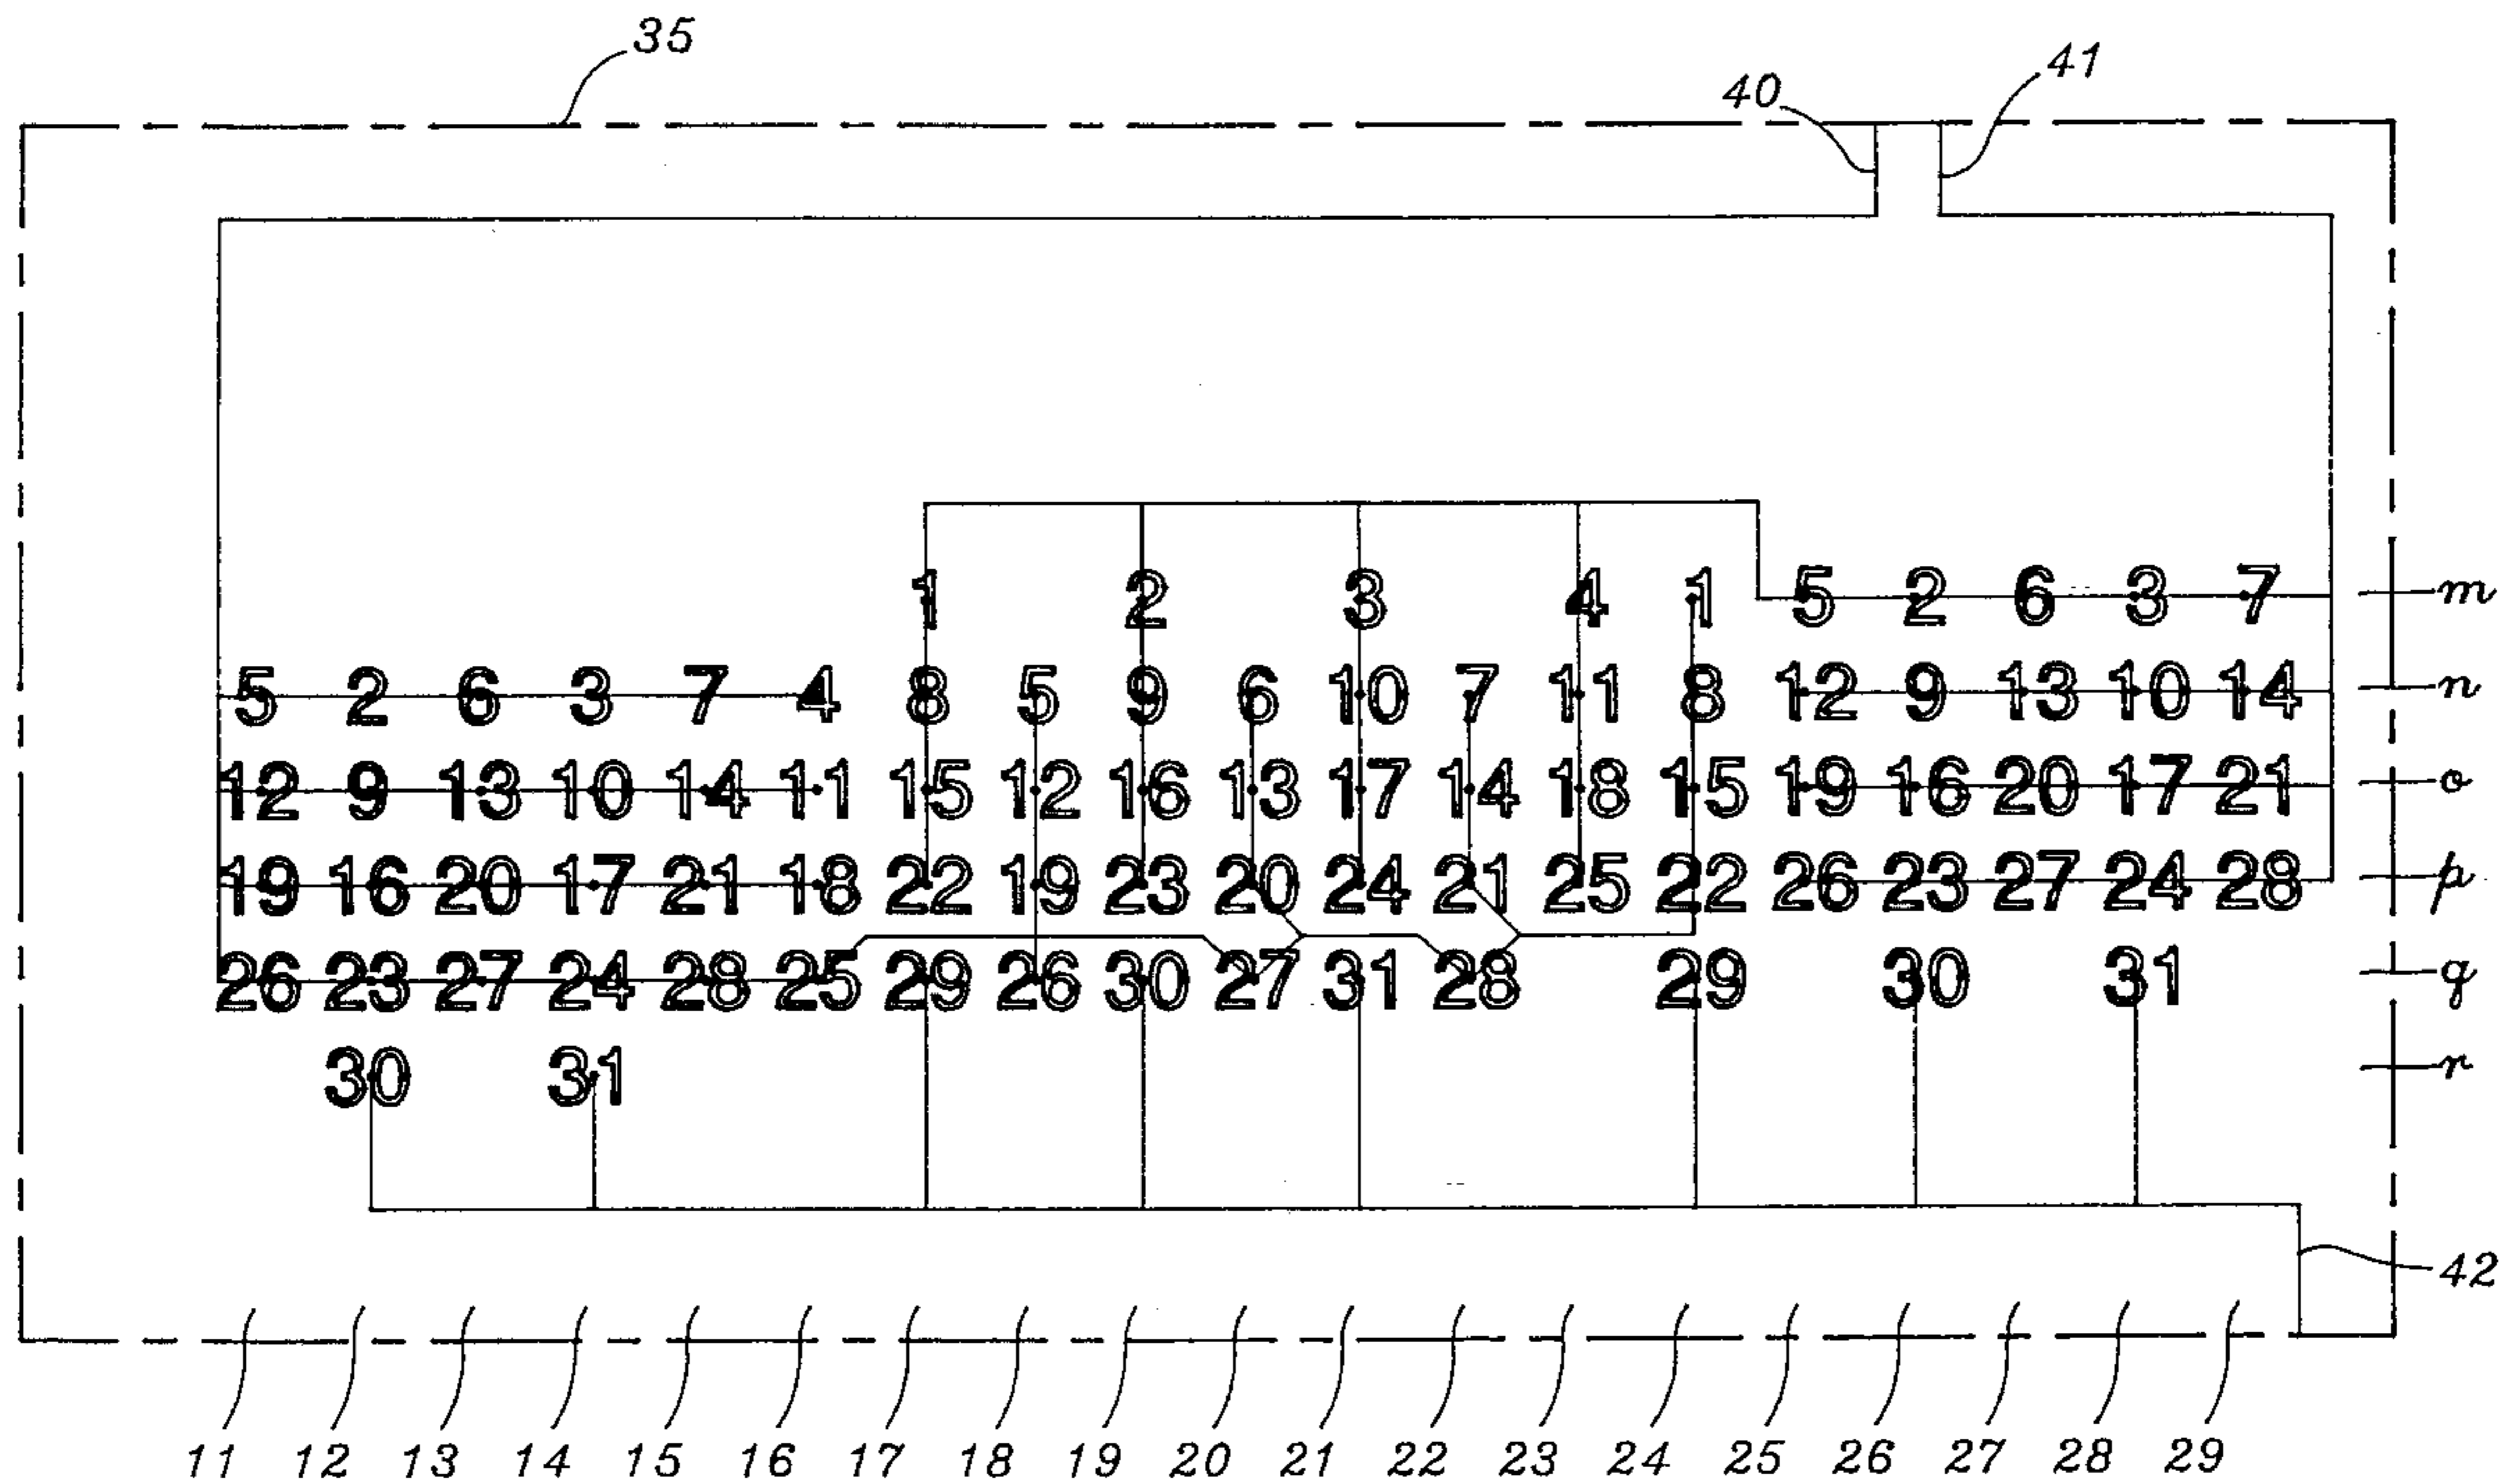 35
40 41
1 2 3 4 1 5 2 6 3 7 m
5 2 6 3 7 4 8 5 9 6 10 7 11 8 12 9 13 10 14 n
12 9 13 10 14 11 15 12 16 13 17 14 18 15 19 16 20 17 21 o
19 16 20 17 21 18 22 19 23 20 24 21 25 22 26 23 27 24 28 p
26 23 27 24 28 25 29 26 30 27 31 28 29 30 31 q
30 31 r
42
11 12 13 14 15 16 17 18 19 20 21 22 23 24 25 26 27 28 29